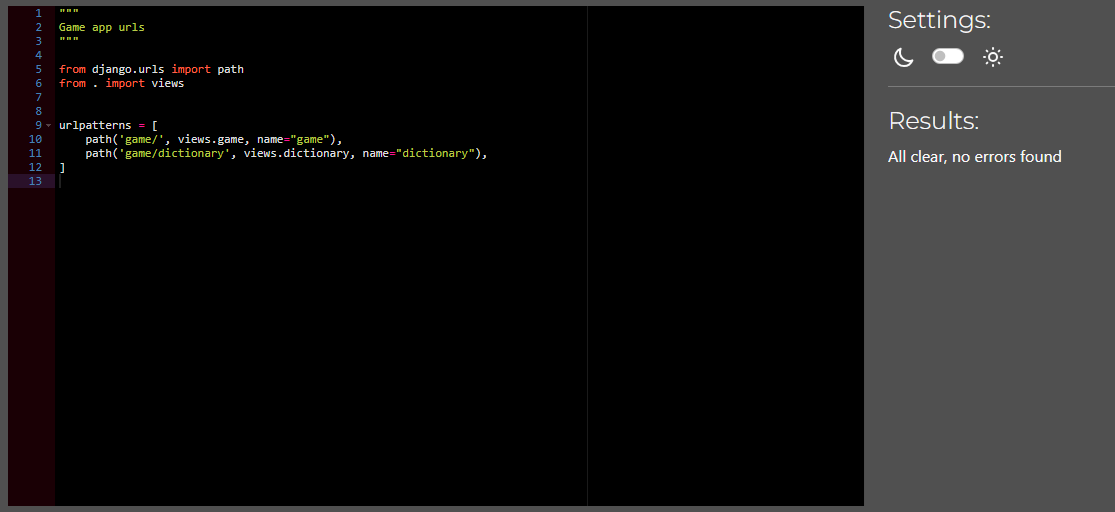 1 """
2 Game app urls
3 """
4
5 from django.urls import path
6 from . import views
7
8
9 urlpatterns = [
10     path('game/', views.game, name="game"),
11     path('game/dictionary', views.dictionary, name="dictionary"),
12 ]
13
Settings:
Results:
All clear, no errors found